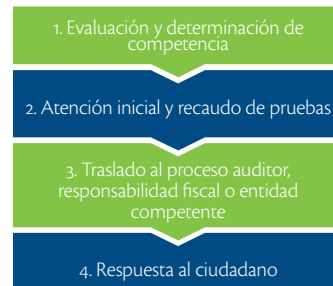 1. Evaluación y determinación de
competencia
2. Atención inicial y recaudo de pruebas
3. Traslado al proceso auditor,
responsabilidad fiscal o entidad
competente
4. Respuesta al ciudadano